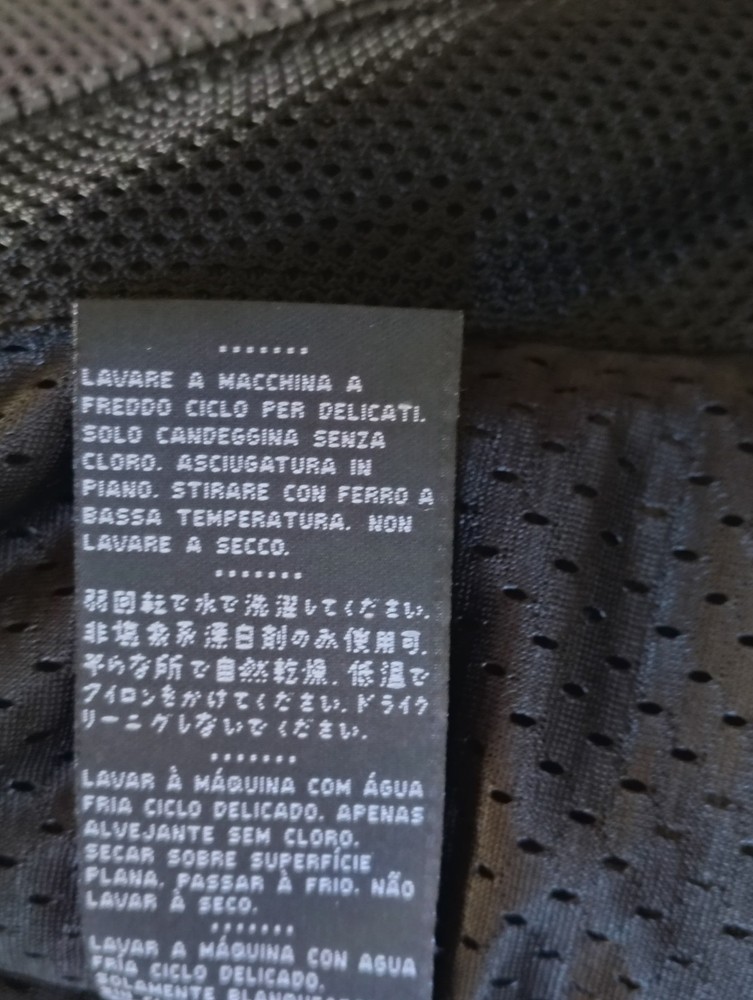 LAVARE A MACCHINA A
FREDDO CICLO PER DELICATI.
SOLO CANDEGGINA SENZA
CLORO. ASCIUGATURA IN
PIANO. STIRARE CON FERRO A
BASSA TEMPERATURA. NON
LAVARE A SECCO.
弱回転で水で洗濯してください.
非塩素系漂白剤のみ使用可.
平らな所で自然乾燥. 低温で
アイロンをかけてください. ドライク
リーニングしないでください.
LAVAR À MÁQUINA COM ÁGUA
FRIA CICLO DELICADO. APENAS
ALVEJANTE SEM CLORO.
SECAR SOBRE SUPERFÍCIE
PLANA. PASSAR À FRIO. NÃO
LAVAR À SECO.
LAVAR A MÁQUINA CON AGUA
FRÍA CICLO DELICADO.
SOLAMENTE